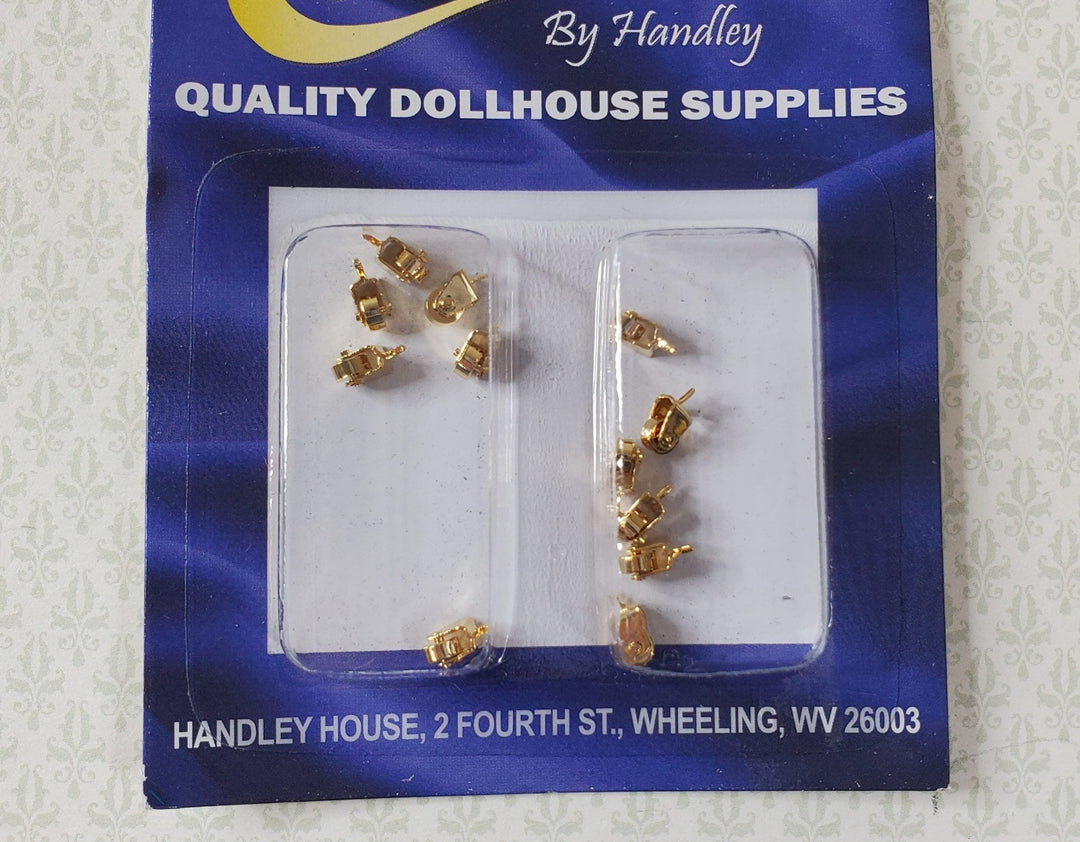 By Handley
QUALITY DOLLHOUSE SUPPLIES
HANDLEY HOUSE, 2 FOURTH ST., WHEELING, WV 26003